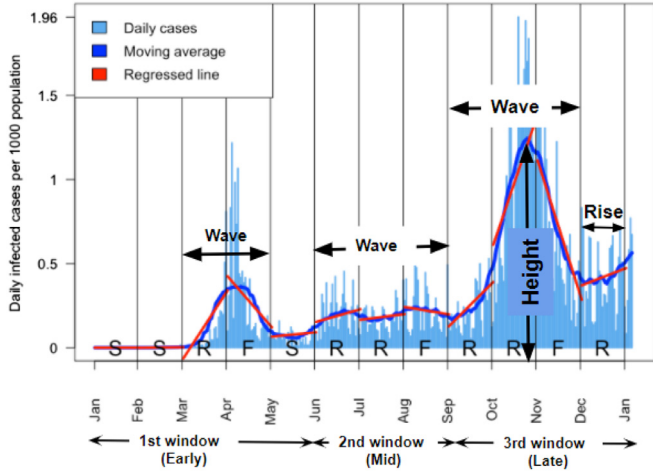 1.96
Daily cases
Moving average
Regressed line
Daily infected cases per 1000 population
1.5
1
0.5
0
Wave
Wave
Wave
Height
Rise
S S R F S R R F R R F R
Jan Feb Mar Apr May Jun Jul Aug Sep Oct Nov Dec Jan
1st window 2nd window 3rd window
(Early) (Mid) (Late)